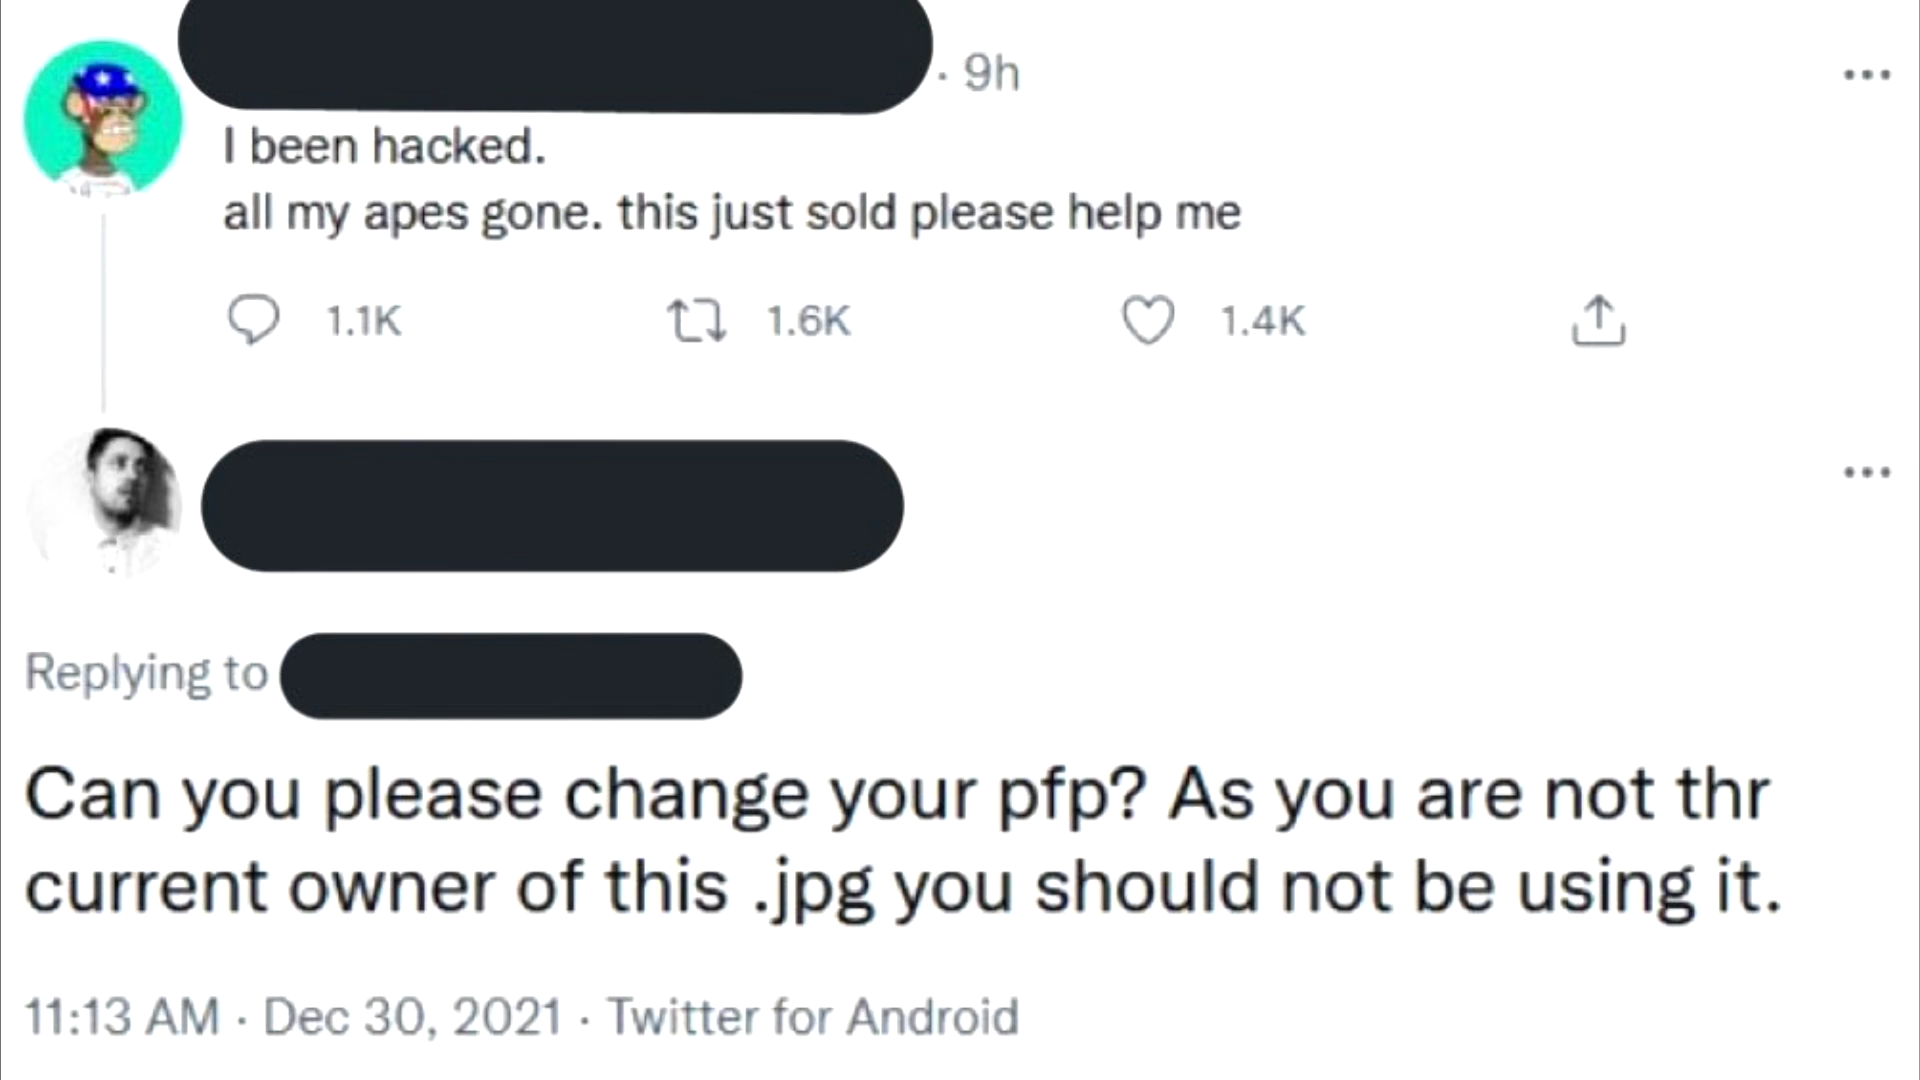 · 9h
I been hacked.
all my apes gone. this just sold please help me
1.1K 1.6K 1.4K
Replying to
Can you please change your pfp? As you are not thr
current owner of this .jpg you should not be using it.
11:13 AM · Dec 30, 2021 · Twitter for Android